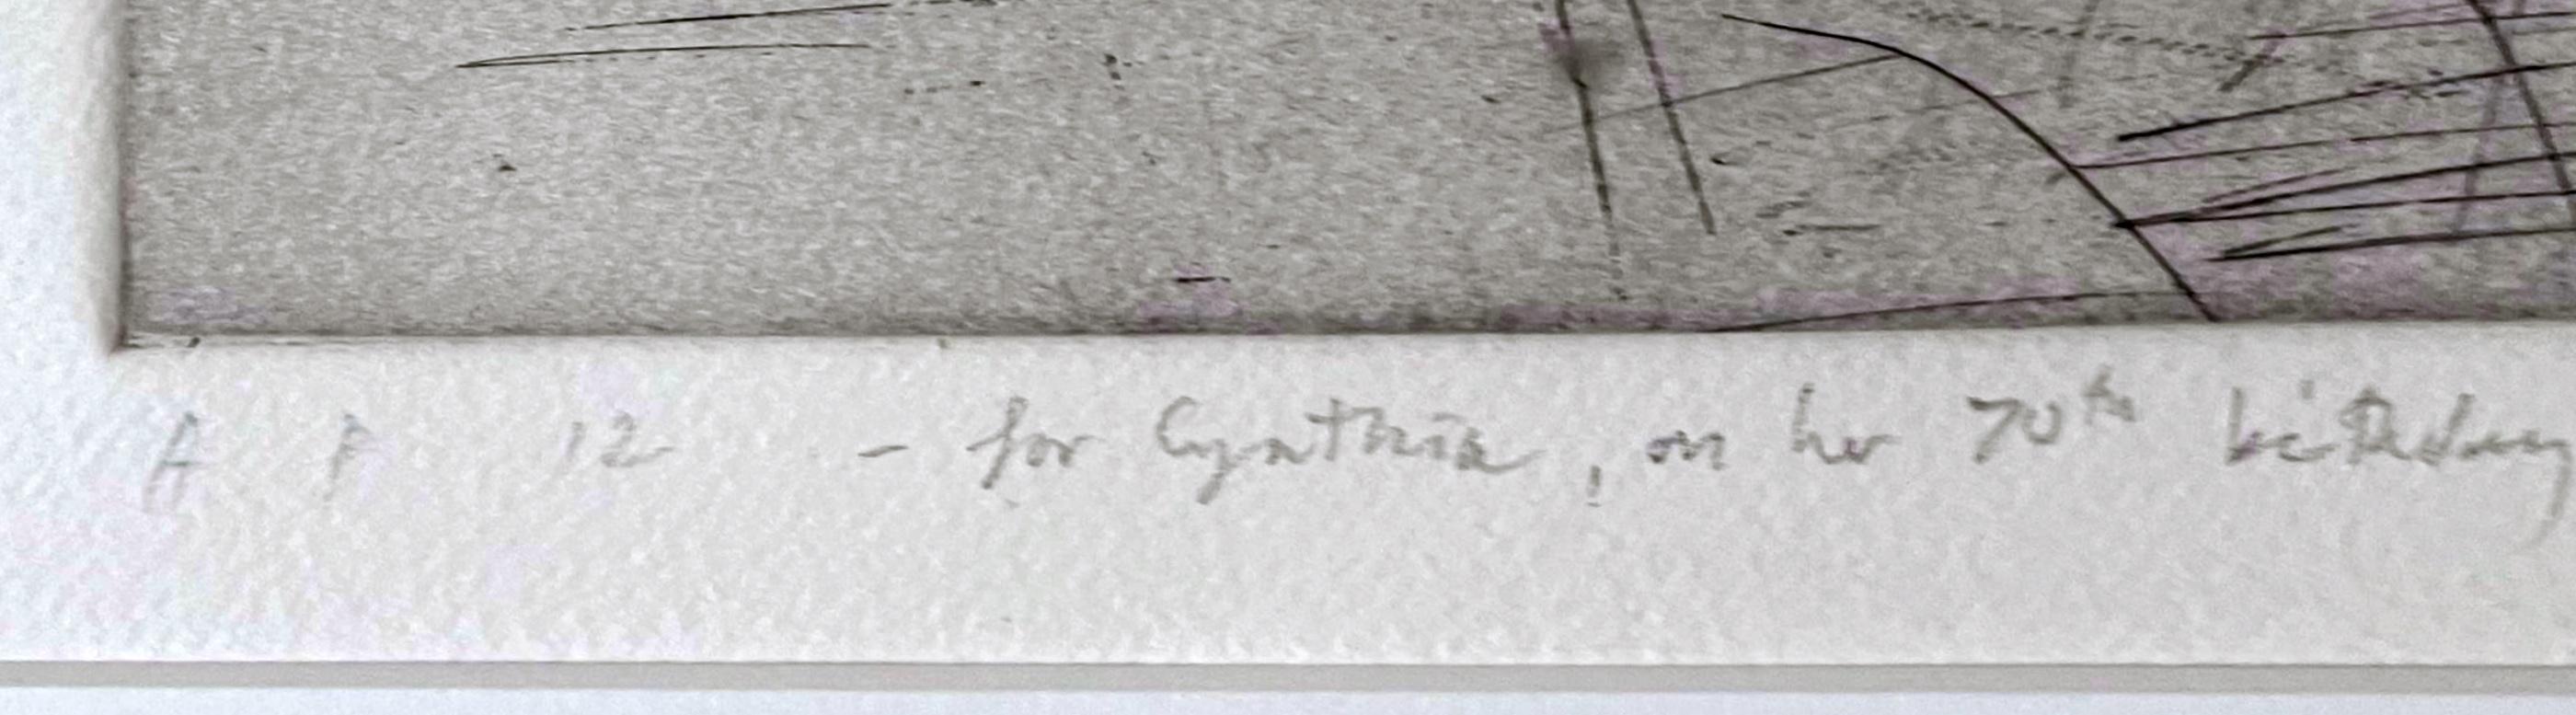 A P 12 - for Cynthia, on her 70th birthday